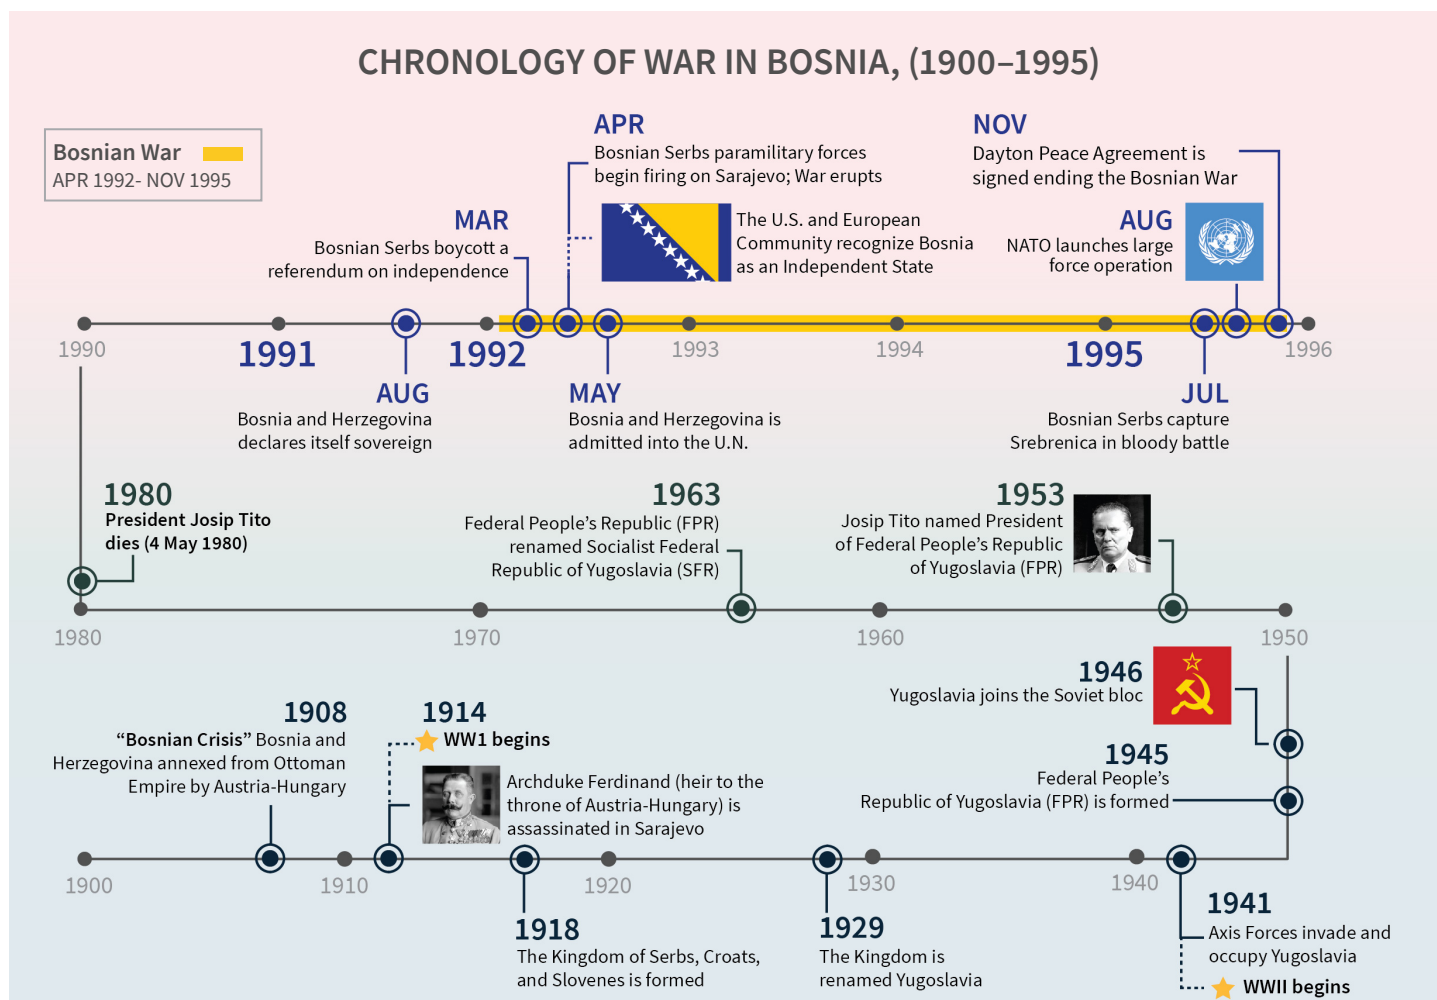 CHRONOLOGY OF WAR IN BOSNIA, (1900–1995)
Bosnian War
APR 1992- NOV 1995
MAR
Bosnian Serbs boycott a
referendum on independence
APR
Bosnian Serbs paramilitary forces
begin firing on Sarajevo; War erupts
The U.S. and European
Community recognize Bosnia
as an Independent State
NOV
Dayton Peace Agreement is
signed ending the Bosnian War
AUG
NATO launches large
force operation
1990
1991
1992
1993
1994
1995
1996
AUG
Bosnia and Herzegovina
declares itself sovereign
MAY
Bosnia and Herzegovina is
admitted into the U.N.
JUL
Bosnian Serbs capture
Srebrenica in bloody battle
1980
President Josip Tito
dies (4 May 1980)
1963
Federal People’s Republic (FPR)
renamed Socialist Federal
Republic of Yugoslavia (SFR)
1953
Josip Tito named President
of Federal People’s Republic
of Yugoslavia (FPR)
1980
1970
1960
1950
1946
Yugoslavia joins the Soviet bloc
1945
Federal People’s
Republic of Yugoslavia (FPR) is formed
1908
“Bosnian Crisis” Bosnia and
Herzegovina annexed from Ottoman
Empire by Austria-Hungary
1914
WW1 begins
Archduke Ferdinand (heir to the
throne of Austria-Hungary) is
assassinated in Sarajevo
1900
1910
1920
1930
1940
1918
The Kingdom of Serbs, Croats,
and Slovenes is formed
1929
The Kingdom is
renamed Yugoslavia
1941
Axis Forces invade and
occupy Yugoslavia
WWII begins